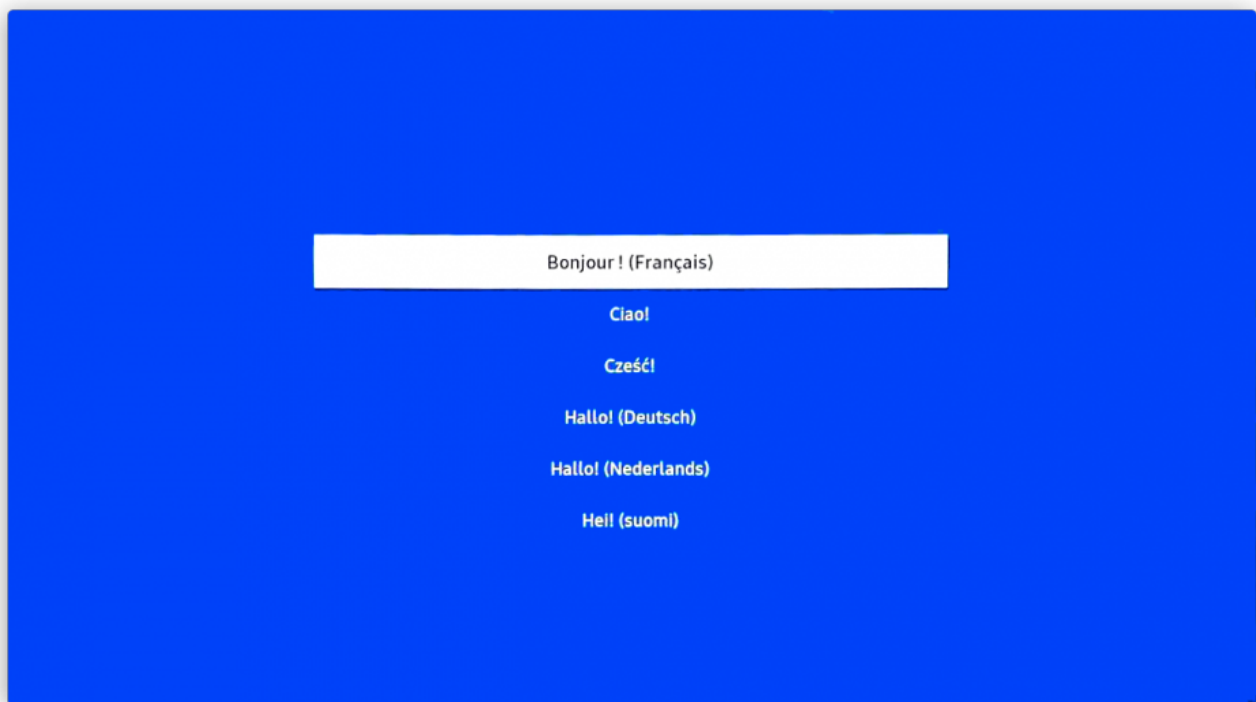 Bonjour ! (Français)
Ciao!
Cześć!
Hallo! (Deutsch)
Hallo! (Nederlands)
Hei! (suomi)